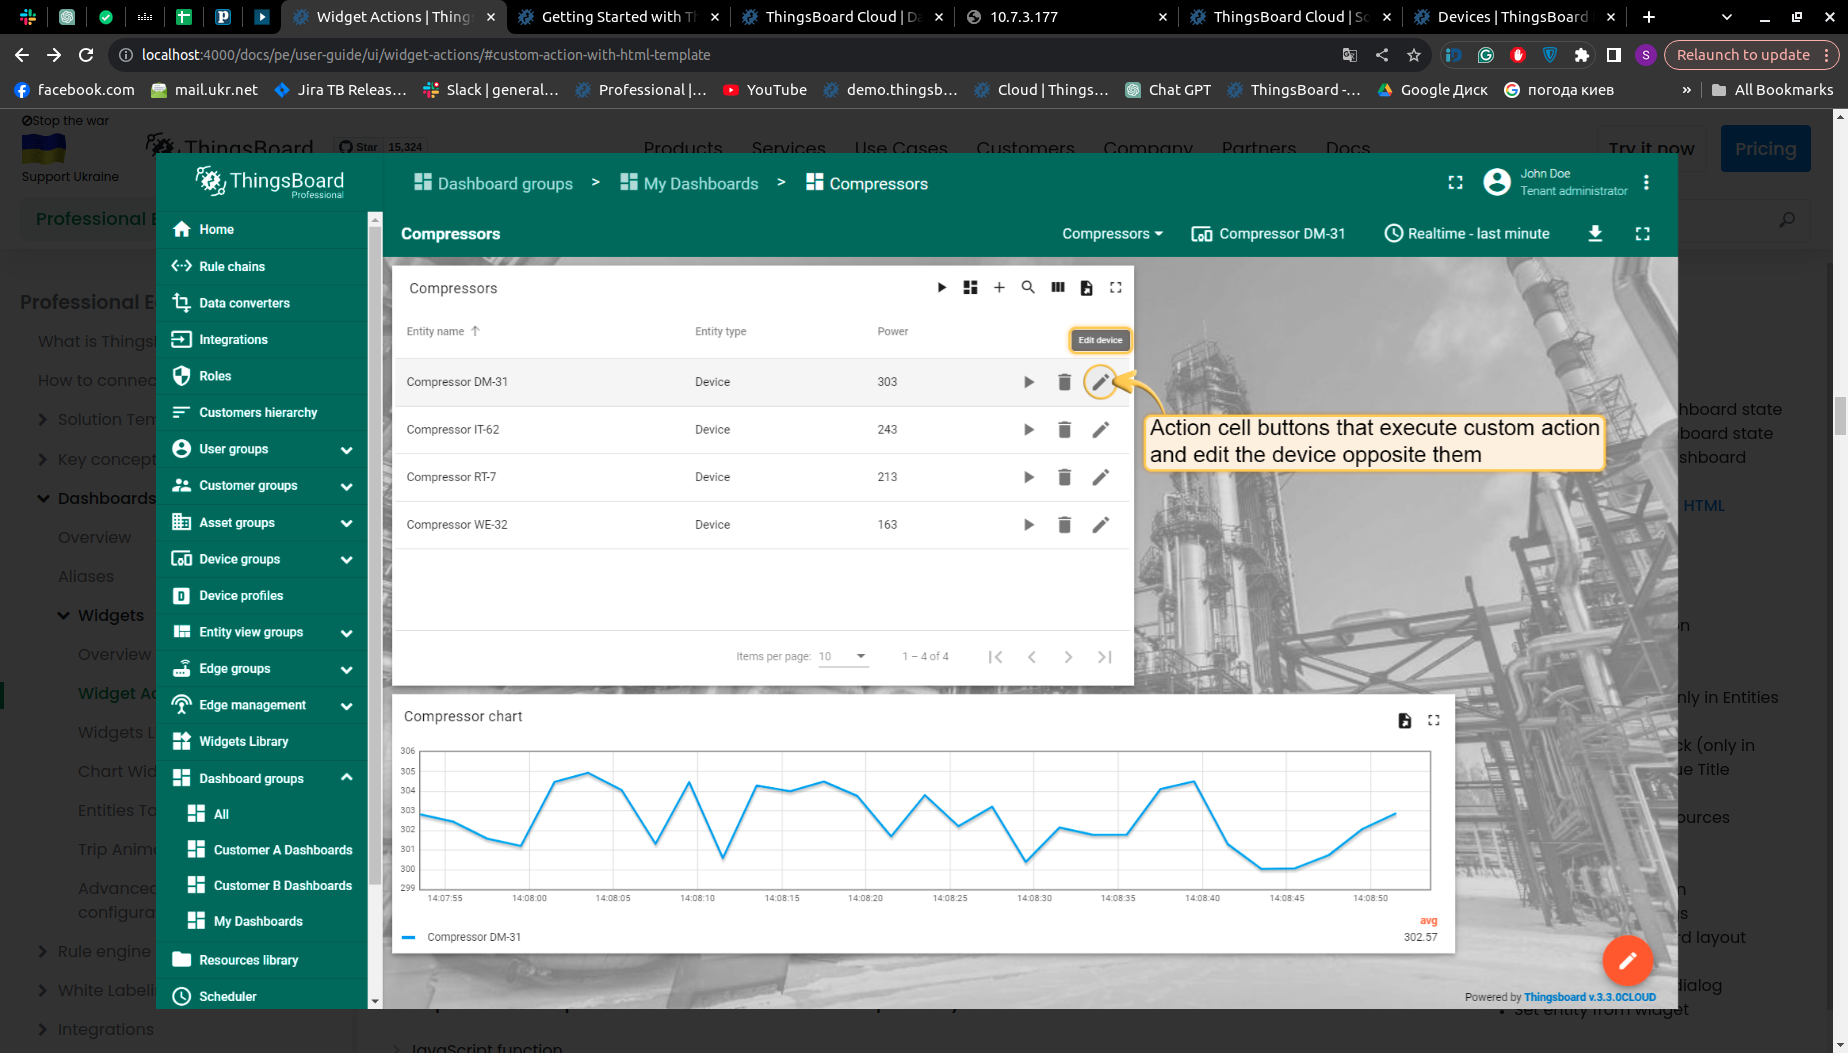 Widget Actions | Thing
Getting Started with T
ThingsBoard Cloud | D
10.7.3.177
ThingsBoard Cloud | S
Devices | ThingsBoard
localhost:4000/docs/pe/user-guide/ui/widget-actions/#custom-action-with-html-template
S
Relaunch to update
facebook.com
mail.ukr.net
Jira TB Releas...
Slack | general...
Professional |...
YouTube
demo.thingsb...
Cloud | Things...
Chat GPT
ThingsBoard -...
Google Диск
погода киев
»
All Bookmarks
Stop the war
Support Ukraine
ThingsBoard
Star
15,324
Products
Services
Use Cases
Customers
Company
Partners
Docs
Try it now
Pricing
Professional E
Professional E
What is Things
How to connec
Solution Tem
Key concept
Dashboards
Overview
Aliases
Widgets
Overview
Widget Ac
Widgets L
Chart Wid
Entities To
Trip Anima
Advanced
configura
Rule engine
White Labeli
Integrations
ThingsBoard
Professional
Dashboard groups > My Dashboards > Compressors
John Doe
Tenant administrator
Home
Rule chains
Data converters
Integrations
Roles
Customers hierarchy
User groups
Customer groups
Asset groups
Device groups
Device profiles
Entity view groups
Edge groups
Edge management
Widgets Library
Dashboard groups
All
Customer A Dashboards
Customer B Dashboards
My Dashboards
Resources library
Scheduler
Compressors
Compressors
Compressor DM-31
Realtime - last minute
Compressors
Entity name
Entity type
Power
Edit device
Compressor DM-31 Device 303
Compressor IT-62 Device 243
Compressor RT-7 Device 213
Compressor WE-32 Device 163
Action cell buttons that execute custom action
and edit the device opposite them
Items per page: 10
1 – 4 of 4
Compressor chart
306
305
304
303
302
301
300
299
14:07:55
14:08:00
14:08:05
14:08:10
14:08:15
14:08:20
14:08:25
14:08:30
14:08:35
14:08:40
14:08:45
14:08:50
avg
Compressor DM-31
302.57
Powered by Thingsboard v.3.3.0CLOUD
hboard state
board state
shboard
HTML
on
nly in Entities
ck (only in
ue Title
ources
n
s
rd layout
dialog
Set entity from widget
JavaScript function